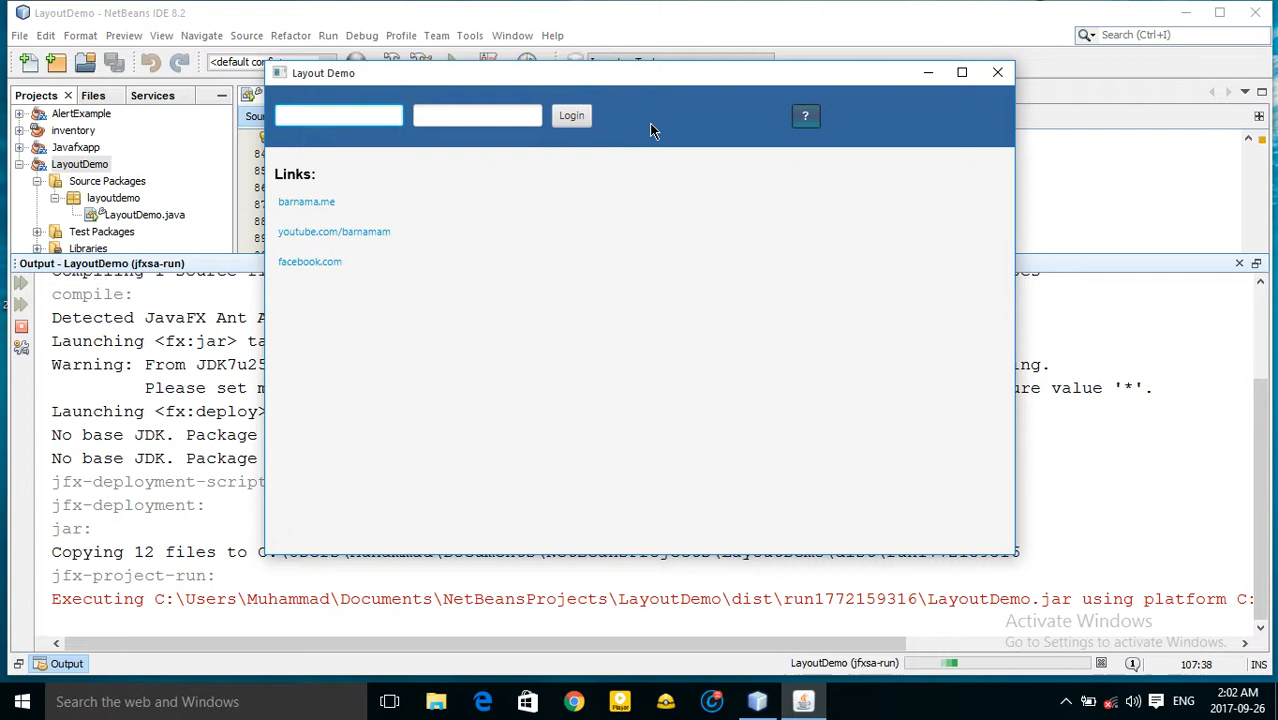 LayoutDemo - NetBeans IDE 8.2
File Edit Format Preview View Navigate Source Refactor Run Debug Profile Team Tools Window Help
Search (Ctrl+I)
Layout Demo
Projects Files Services
AlertExample
inventory
Javafxapp
LayoutDemo
Source Packages
layoutdemo
LayoutDemo.java
Test Packages
Libraries
Login
?
Links:
barnama.me
youtube.com/barnamam
facebook.com
Output - LayoutDemo (jfxsa-run)
compile:
Detected JavaFX Ant A
Launching <fx:jar> ta
Warning: From JDK7u25 ng.
Please set m ure value '*'.
Launching <fx:deploy>
No base JDK. Package
No base JDK. Package
jfx-deployment-script
jfx-deployment:
jar:
Copying 12 files to
jfx-project-run:
Executing C:\Users\Muhammad\Documents\NetBeansProjects\LayoutDemo\dist\run1772159316\LayoutDemo.jar using platform C:
Activate Windows
Go to Settings to activate Windows.
Output
LayoutDemo (jfxsa-run)
107:38 INS
Search the web and Windows
Player
ENG
2:02 AM
2017-09-26